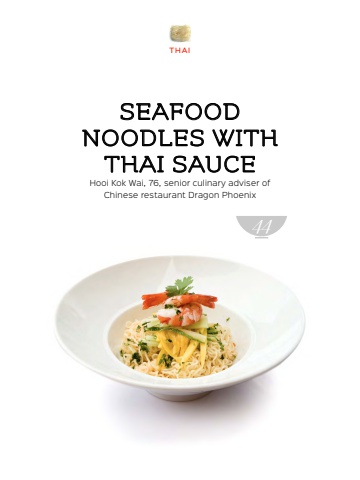 THAI
SEAFOOD
NOODLES WITH
THAI SAUCE
Hooi Kok Wai, 76, senior culinary adviser of
Chinese restaurant Dragon Phoenix
44